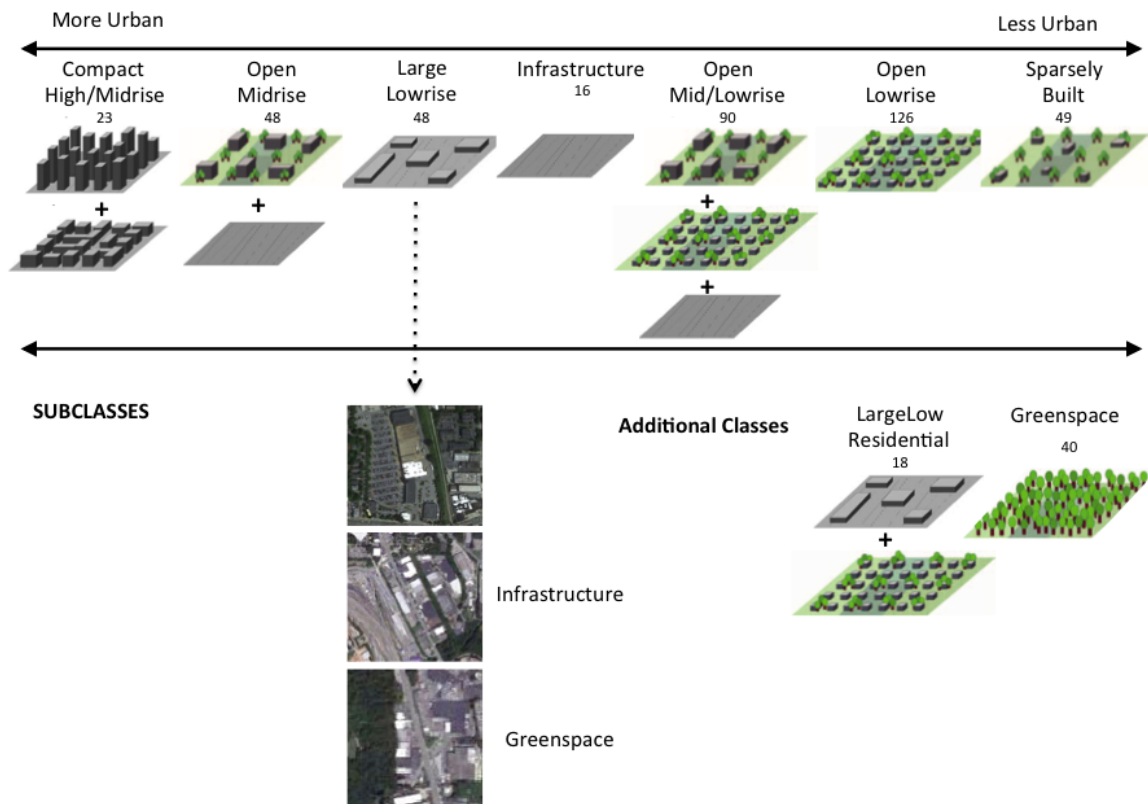 More Urban
Less Urban
Compact
High/Midrise
23
Open
Midrise
48
Large
Lowrise
48
Infrastructure
16
Open
Mid/Lowrise
90
Open
Lowrise
126
Sparsely
Built
49
+
+
+
+
SUBCLASSES
Infrastructure
Greenspace
Additional Classes
LargeLow
Residential
18
+
Greenspace
40